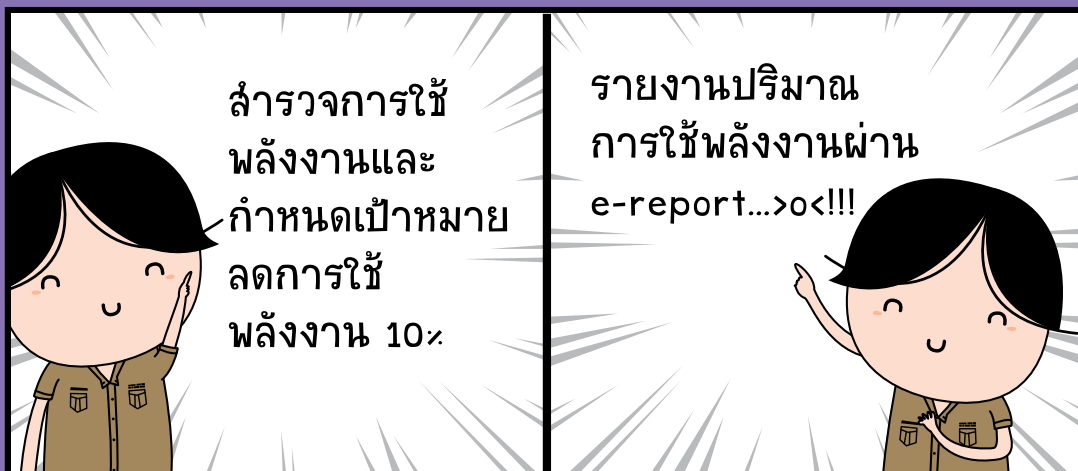 สำรวจการใช้
พลังงานและ
กำหนดเป้าหมาย
ลดการใช้
พลังงาน 10%
รายงานปริมาณ
การใช้พลังงานผ่าน
e-report...>o<!!!